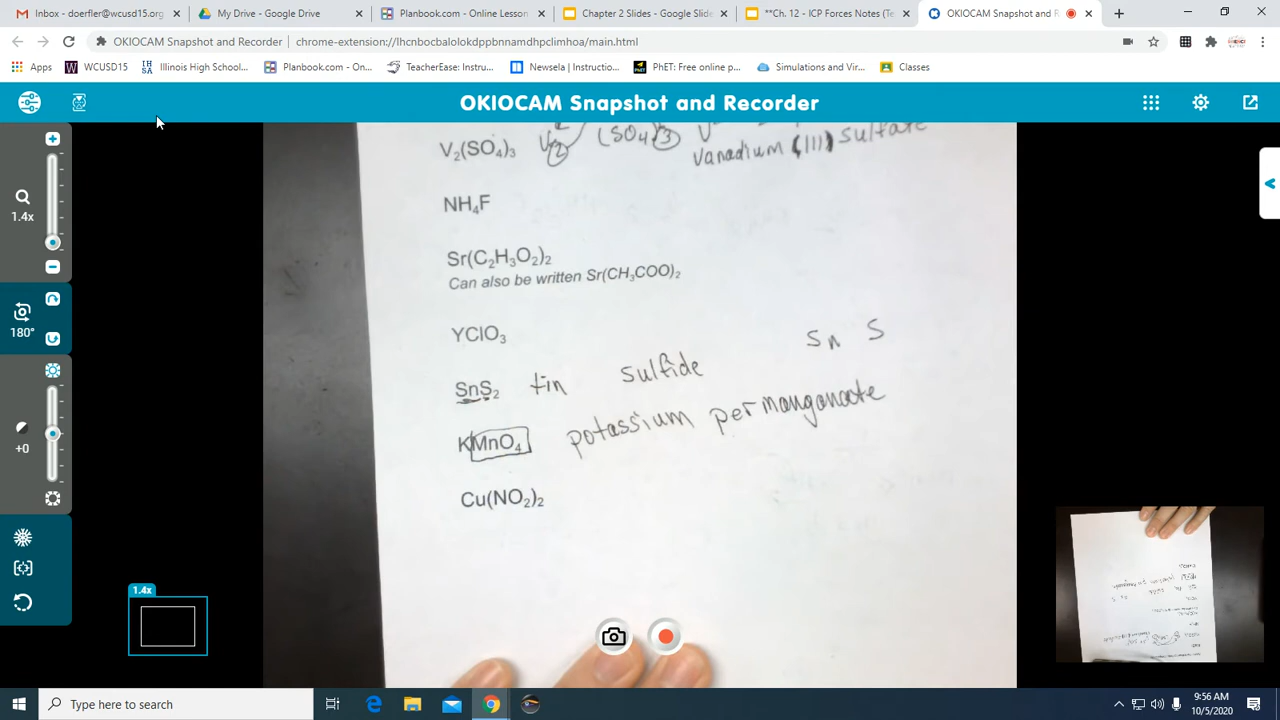 Inbox - doerfler@wcusd15.org
My Drive - Google Drive
Planbook.com - Online Lesson
Chapter 2 Slides - Google Slide
**Ch. 12 - ICP Forces Notes (Te
OKIOCAM Snapshot and R
OKIOCAM Snapshot and Recorder | chrome-extension://lhcnbocbalolokdppbnnamdhpclimhoa/main.html
Apps
WCUSD15
Illinois High School...
Planbook.com - On...
TeacherEase: Instru...
Newsela | Instructio...
PhET: Free online p...
Simulations and Vir...
Classes
OKIOCAM Snapshot and Recorder
1.4x
180°
+0
V₂(SO₄)₃ (SO₄)3
vanadium (III) sulfate
NH₄F
Sr(C₂H₃O₂)₂
Can also be written Sr(CH₃COO)₂
YClO₃ Sn S
SnS₂ tin sulfide
KMnO₄ potassium permanganate
Cu(NO₂)₂
1.4x
Type here to search
9:56 AM
10/5/2020